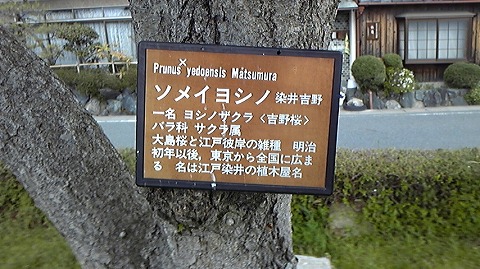 Prunus × yedoensis Matsumura
ソメイヨシノ 染井吉野
一名 ヨシノザクラ〈吉野桜〉
バラ科 サクラ属
大島桜と江戸彼岸の雑種 明治
初年以後，東京から全国に広ま
る 名は江戸染井の植木屋名